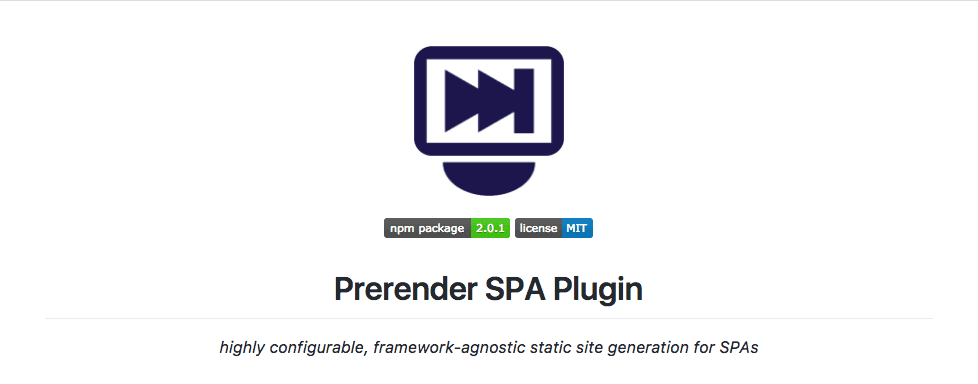 npm package 2.0.1 license MIT
Prerender SPA Plugin
highly configurable, framework-agnostic static site generation for SPAs